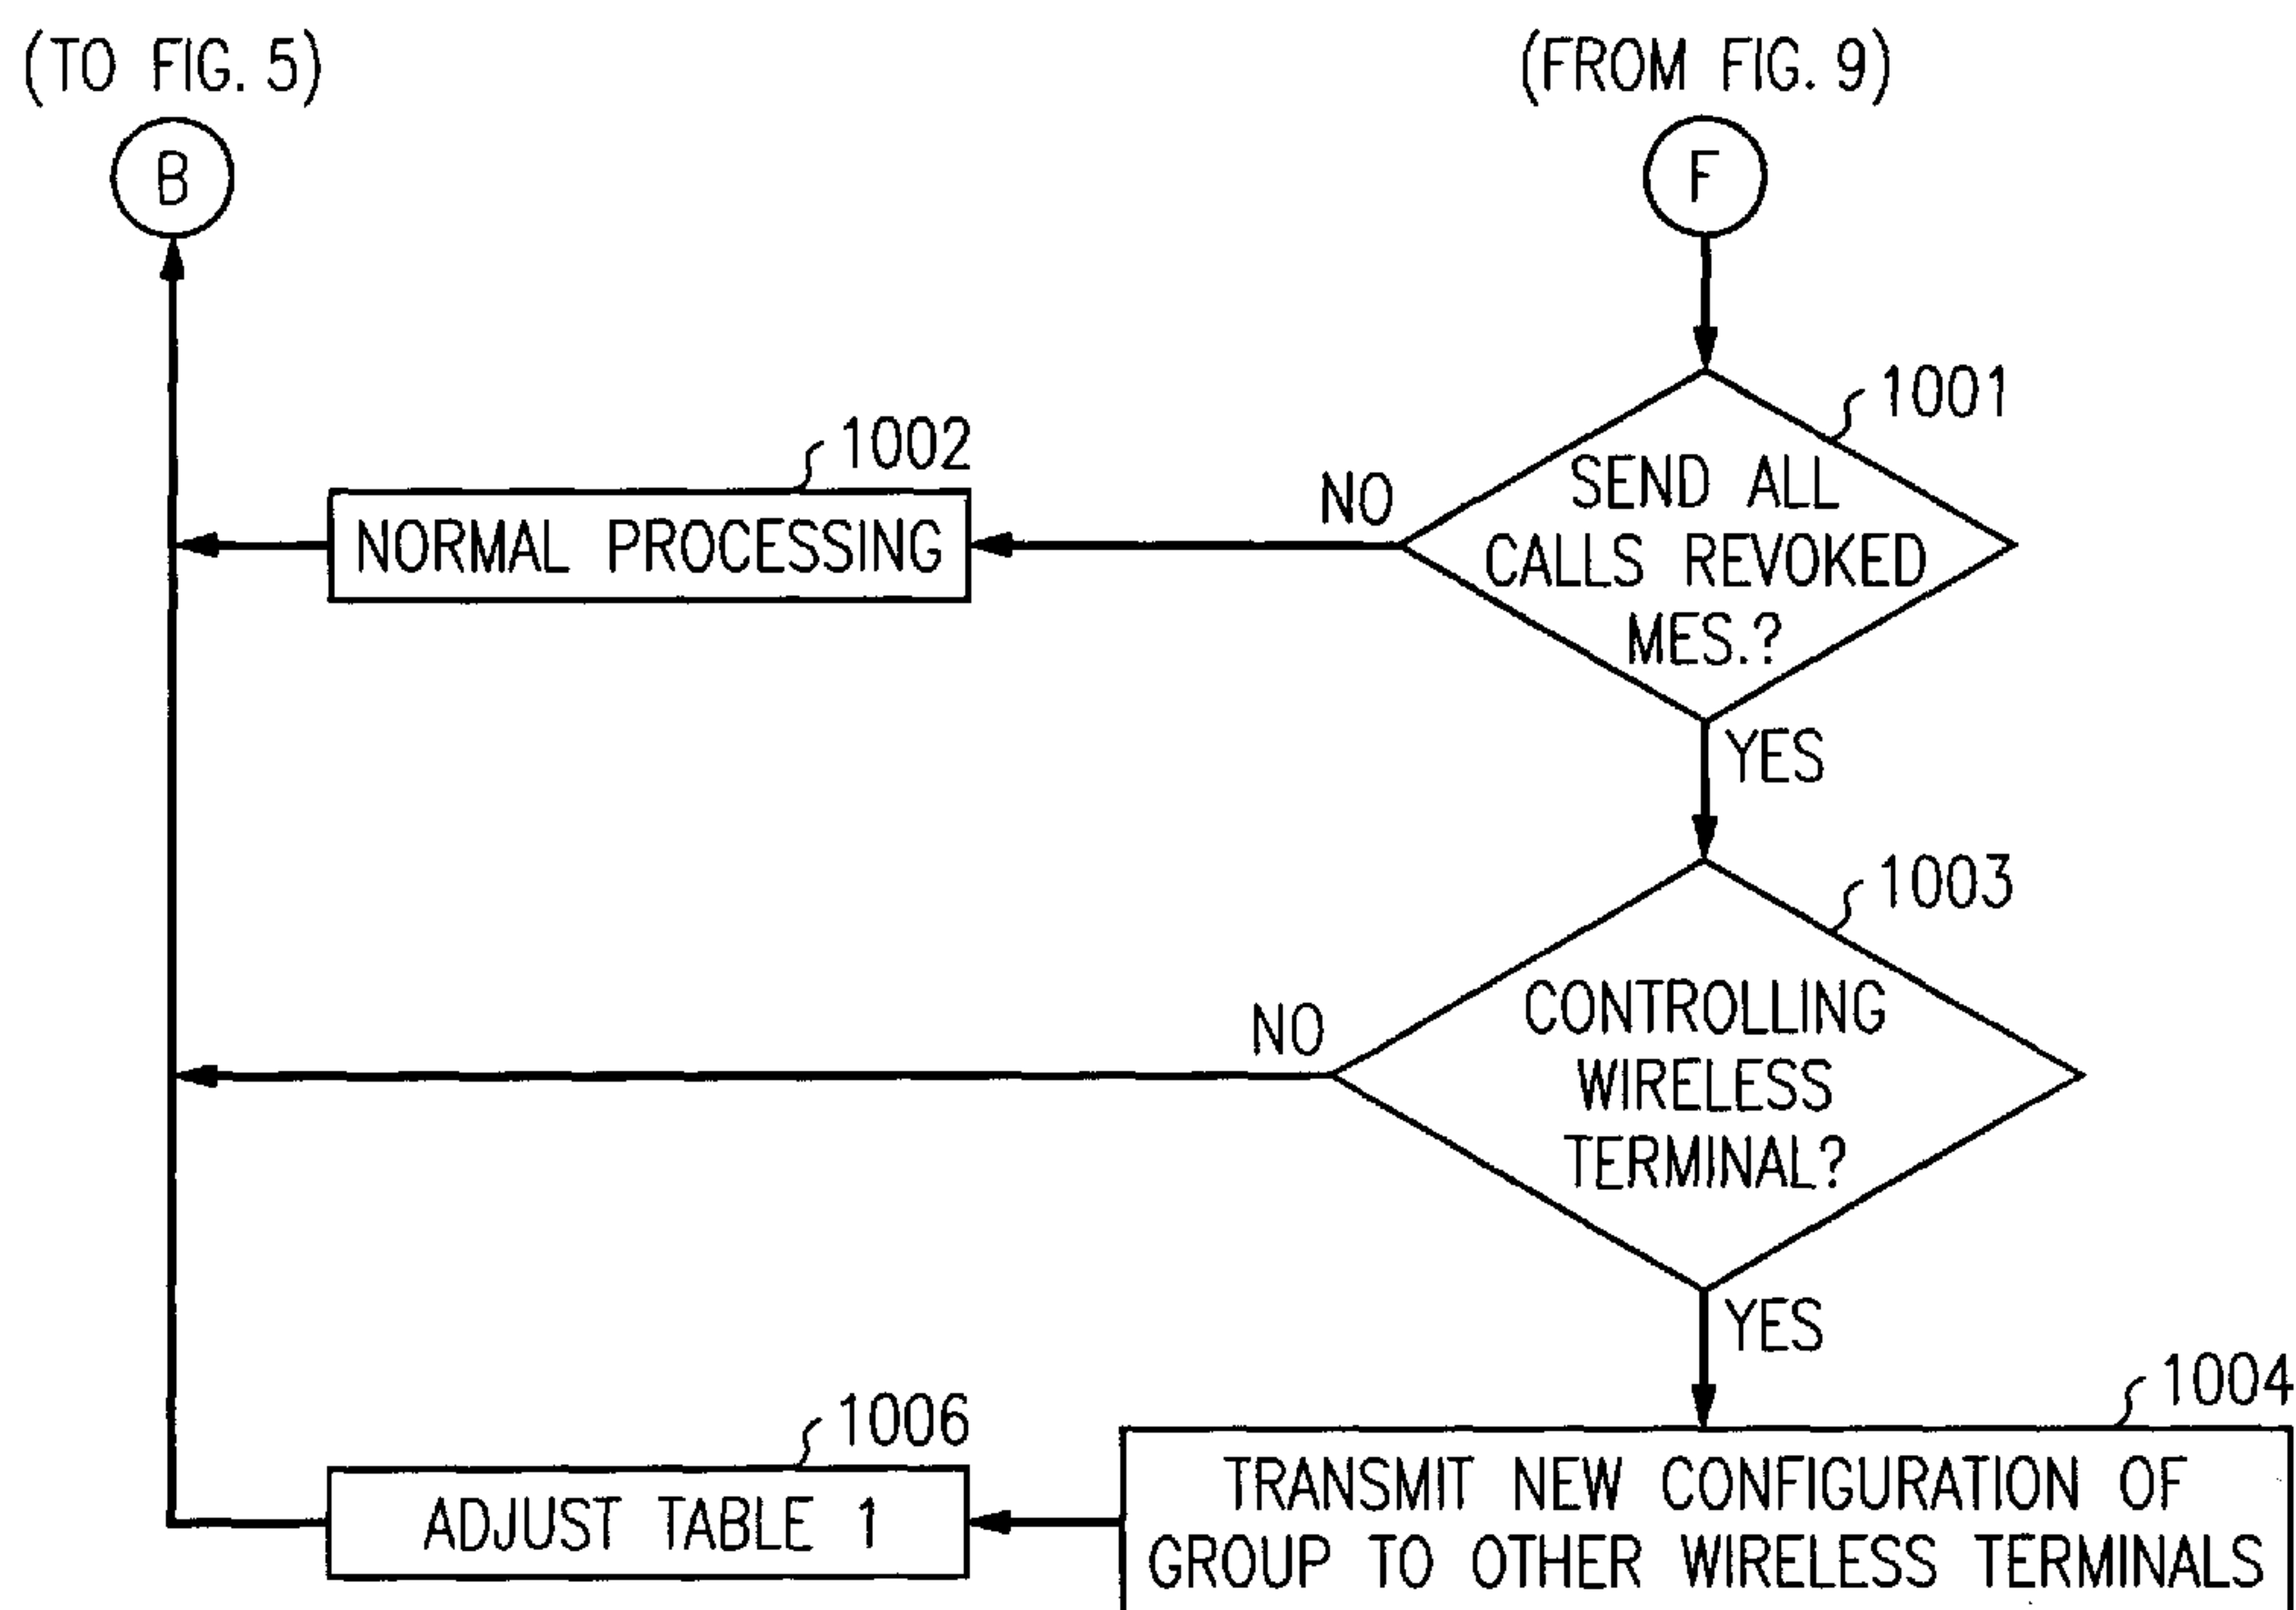 (TO FIG. 5)
(FROM FIG. 9)
B
F
1001
SEND ALL
CALLS REVOKED
MES.?
NO
1002
NORMAL PROCESSING
YES
1003
CONTROLLING
WIRELESS
TERMINAL?
NO
YES
1004
TRANSMIT NEW CONFIGURATION OF
GROUP TO OTHER WIRELESS TERMINALS
1006
ADJUST TABLE 1